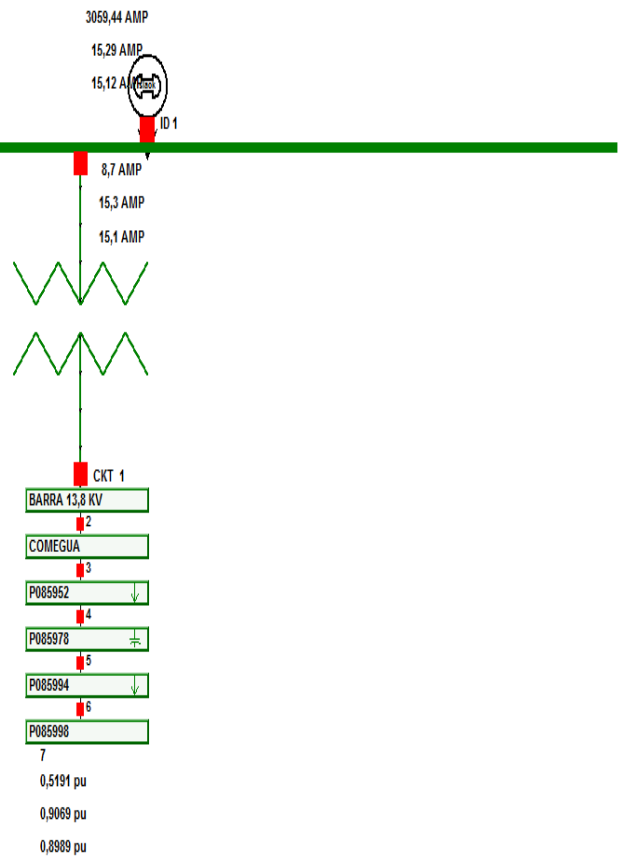 3059,44 AMP
15,29 AMP
15,12 AMP
ID 1
8,7 AMP
15,3 AMP
15,1 AMP
CKT 1
BARRA 13,8 KV
2
COMEGUA
3
P085952
4
P085978
5
P085994
6
P085998
7
0,5191 pu
0,9069 pu
0,8989 pu